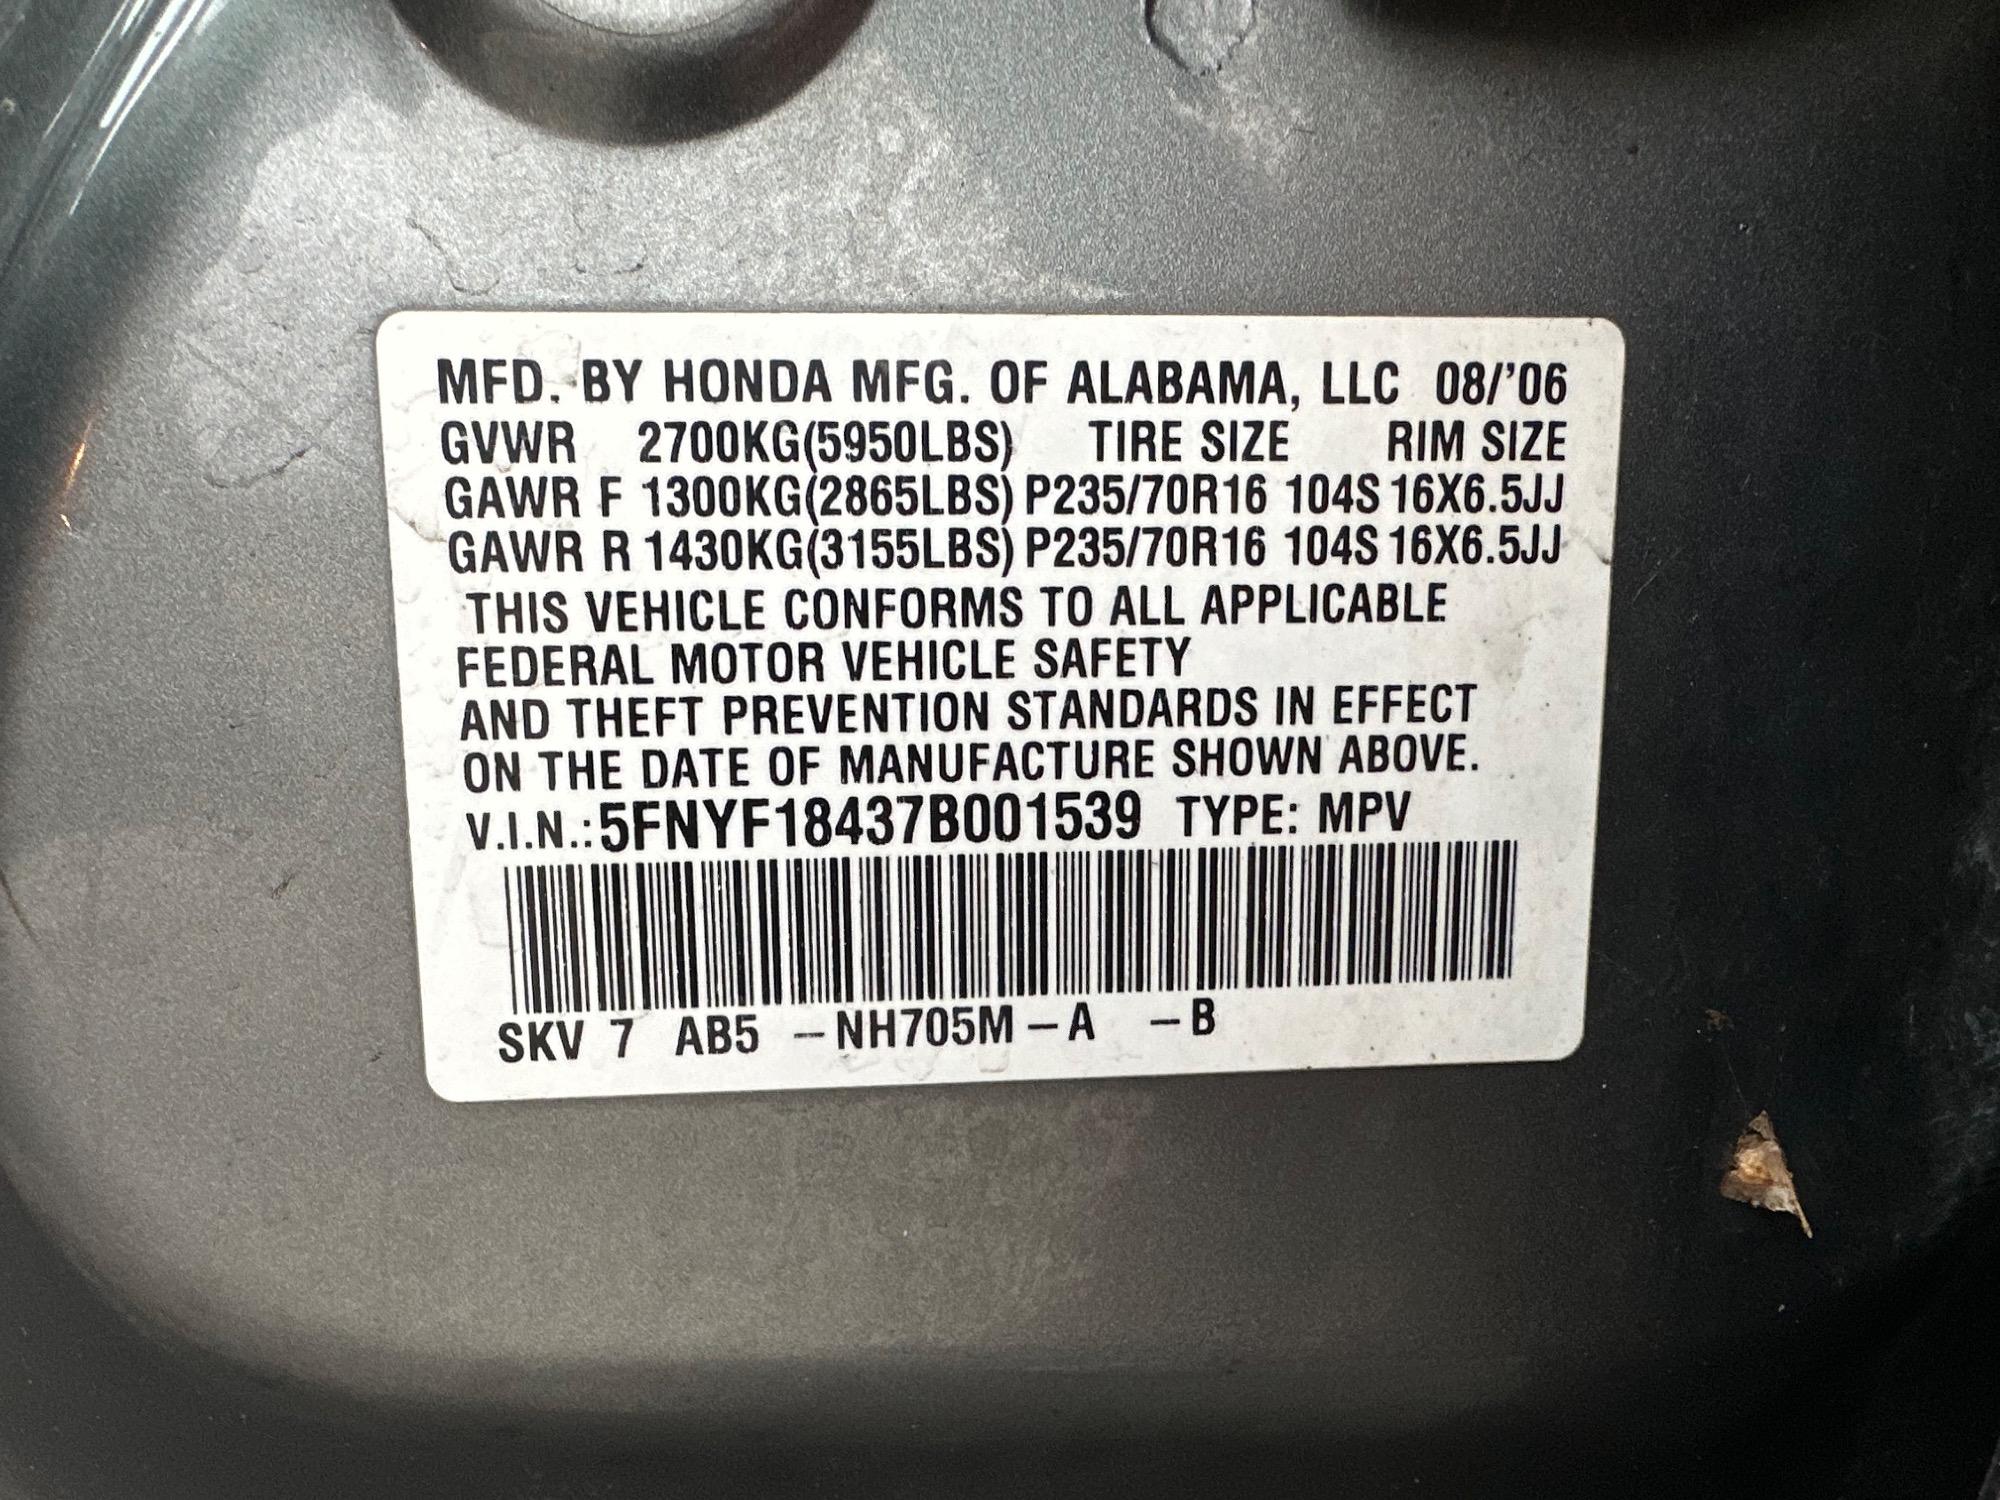 MFD. BY HONDA MFG. OF ALABAMA, LLC 08/'06
GVWR 2700KG(5950LBS) TIRE SIZE RIM SIZE
GAWR F 1300KG(2865LBS) P235/70R16 104S 16X6.5JJ
GAWR R 1430KG(3155LBS) P235/70R16 104S 16X6.5JJ
THIS VEHICLE CONFORMS TO ALL APPLICABLE
FEDERAL MOTOR VEHICLE SAFETY
AND THEFT PREVENTION STANDARDS IN EFFECT
ON THE DATE OF MANUFACTURE SHOWN ABOVE.
V.I.N.:5FNYF18437B001539 TYPE: MPV
SKV 7 AB5 –NH705M–A –B